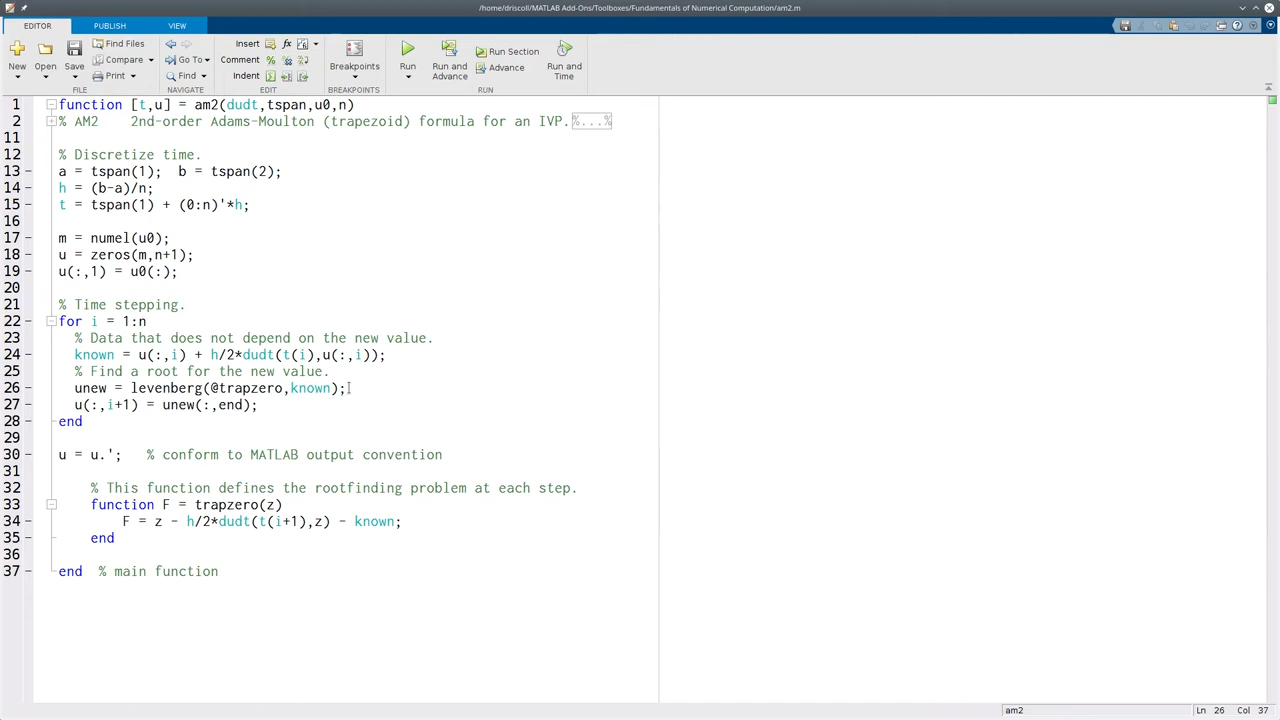 /home/driscoll/MATLAB Add-Ons/Toolboxes/Fundamentals of Numerical Computation/am2.m
EDITOR PUBLISH VIEW
New Open Save Find Files Compare Print
Go To Find
Insert fx
Comment
Indent
Breakpoints
Run Run and Advance Run Section Advance Run and Time
FILE NAVIGATE EDIT BREAKPOINTS RUN
1 function [t,u] = am2(dudt,tspan,u0,n)
2 % AM2 2nd-order Adams-Moulton (trapezoid) formula for an IVP.%...%
11
12 % Discretize time.
13 a = tspan(1); b = tspan(2);
14 h = (b-a)/n;
15 t = tspan(1) + (0:n)'*h;
16
17 m = numel(u0);
18 u = zeros(m,n+1);
19 u(:,1) = u0(:);
20
21 % Time stepping.
22 for i = 1:n
23 % Data that does not depend on the new value.
24 known = u(:,i) + h/2*dudt(t(i),u(:,i));
25 % Find a root for the new value.
26 unew = levenberg(@trapzero,known);
27 u(:,i+1) = unew(:,end);
28 end
29
30 u = u.'; % conform to MATLAB output convention
31
32 % This function defines the rootfinding problem at each step.
33 function F = trapzero(z)
34 F = z - h/2*dudt(t(i+1),z) - known;
35 end
36
37 end % main function
am2 Ln 26 Col 37